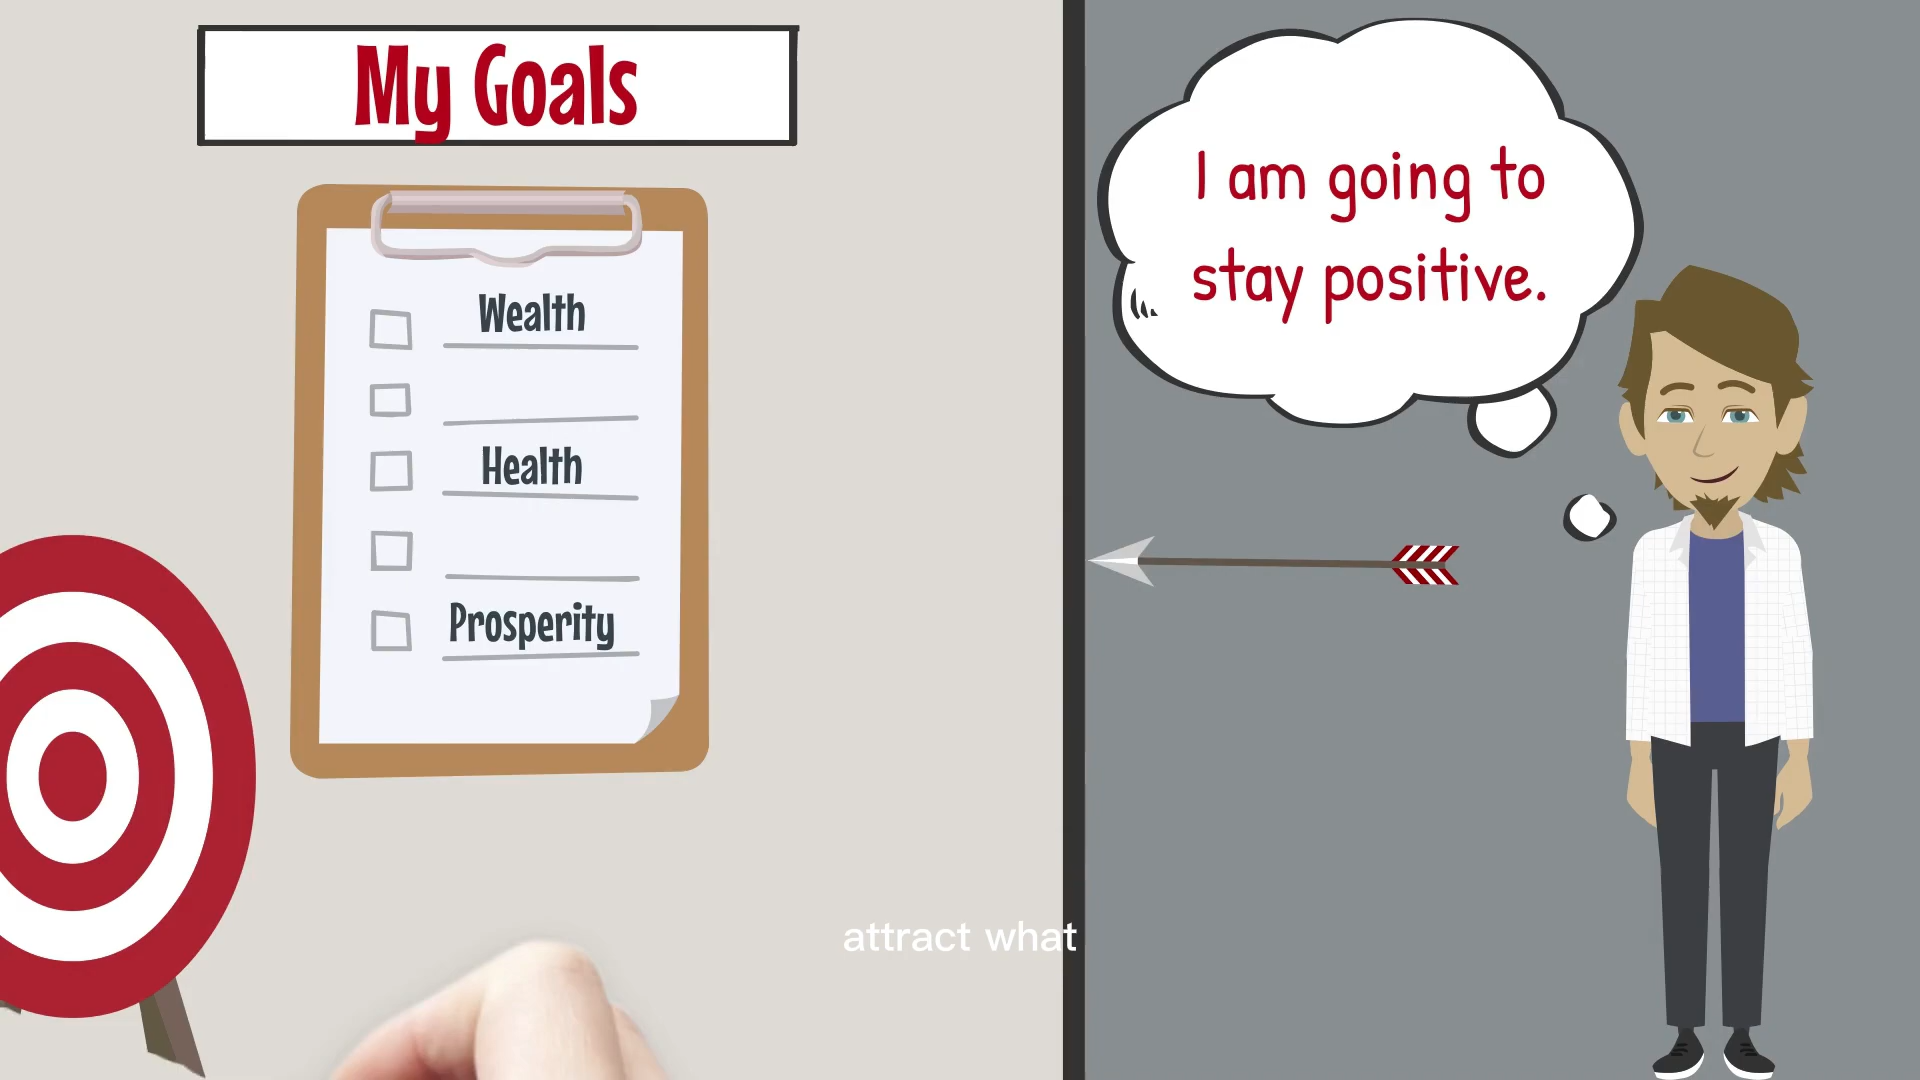 My Goals
Wealth
Health
Prosperity
I am going to
stay positive.
attract what